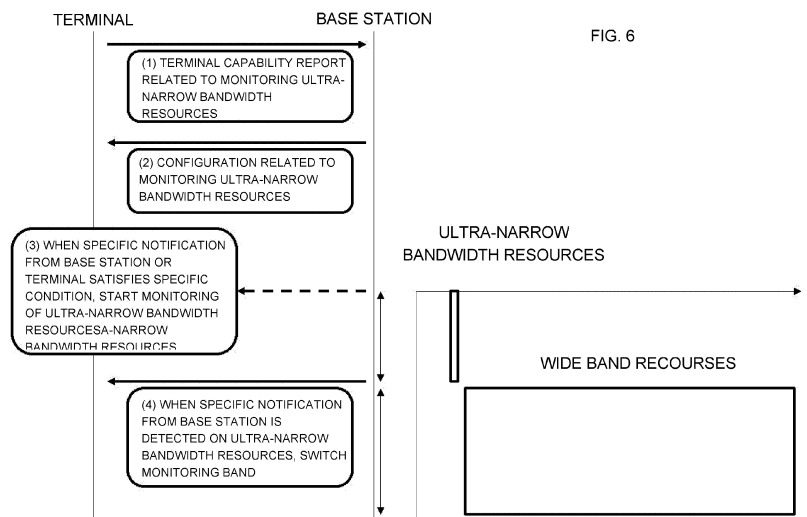 TERMINAL
BASE STATION
FIG. 6
(1) TERMINAL CAPABILITY REPORT
RELATED TO MONITORING ULTRA-
NARROW BANDWIDTH
RESOURCES
(2) CONFIGURATION RELATED TO
MONITORING ULTRA-NARROW
BANDWIDTH RESOURCES
(3) WHEN SPECIFIC NOTIFICATION
FROM BASE STATION OR
TERMINAL SATISFIES SPECIFIC
CONDITION, START MONITORING
OF ULTRA-NARROW BANDWIDTH
RESOURCESA-NARROW
BANDWIDTH RESOURCES
ULTRA-NARROW
BANDWIDTH RESOURCES
WIDE BAND RECOURSES
(4) WHEN SPECIFIC NOTIFICATION
FROM BASE STATION IS
DETECTED ON ULTRA-NARROW
BANDWIDTH RESOURCES, SWITCH
MONITORING BAND